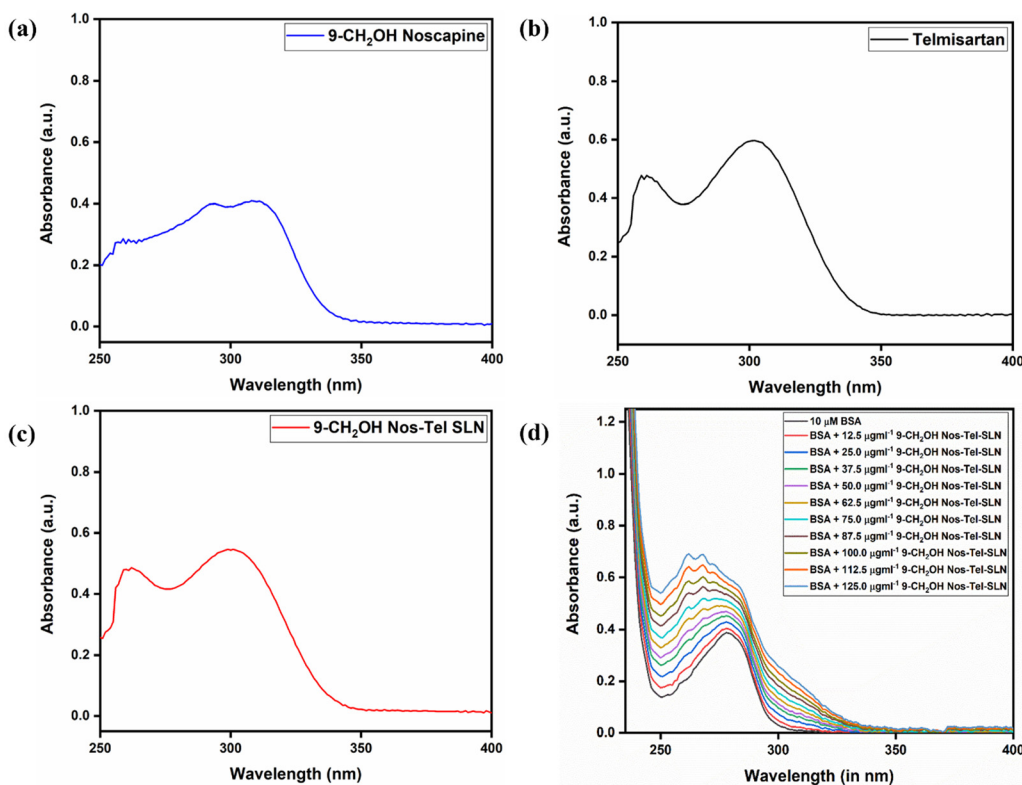 (a)
9-CH₂OH Noscapine
Absorbance (a.u.)
1.0
0.8
0.6
0.4
0.2
0.0
250
300
350
400
Wavelength (nm)
(b)
Telmisartan
Absorbance (a.u.)
1.0
0.8
0.6
0.4
0.2
0.0
250
300
350
400
Wavelength (nm)
(c)
9-CH₂OH Nos-Tel SLN
Absorbance (a.u.)
1.0
0.8
0.6
0.4
0.2
0.0
250
300
350
400
Wavelength (nm)
(d)
10 μM BSA
BSA + 12.5 μgml⁻¹ 9-CH₂OH Nos-Tel-SLN
BSA + 25.0 μgml⁻¹ 9-CH₂OH Nos-Tel-SLN
BSA + 37.5 μgml⁻¹ 9-CH₂OH Nos-Tel-SLN
BSA + 50.0 μgml⁻¹ 9-CH₂OH Nos-Tel-SLN
BSA + 62.5 μgml⁻¹ 9-CH₂OH Nos-Tel-SLN
BSA + 75.0 μgml⁻¹ 9-CH₂OH Nos-Tel-SLN
BSA + 87.5 μgml⁻¹ 9-CH₂OH Nos-Tel-SLN
BSA + 100.0 μgml⁻¹ 9-CH₂OH Nos-Tel-SLN
BSA + 112.5 μgml⁻¹ 9-CH₂OH Nos-Tel-SLN
BSA + 125.0 μgml⁻¹ 9-CH₂OH Nos-Tel-SLN
Absorbance (a.u.)
1.2
1.0
0.8
0.6
0.4
0.2
0.0
250
300
350
400
Wavelength (in nm)